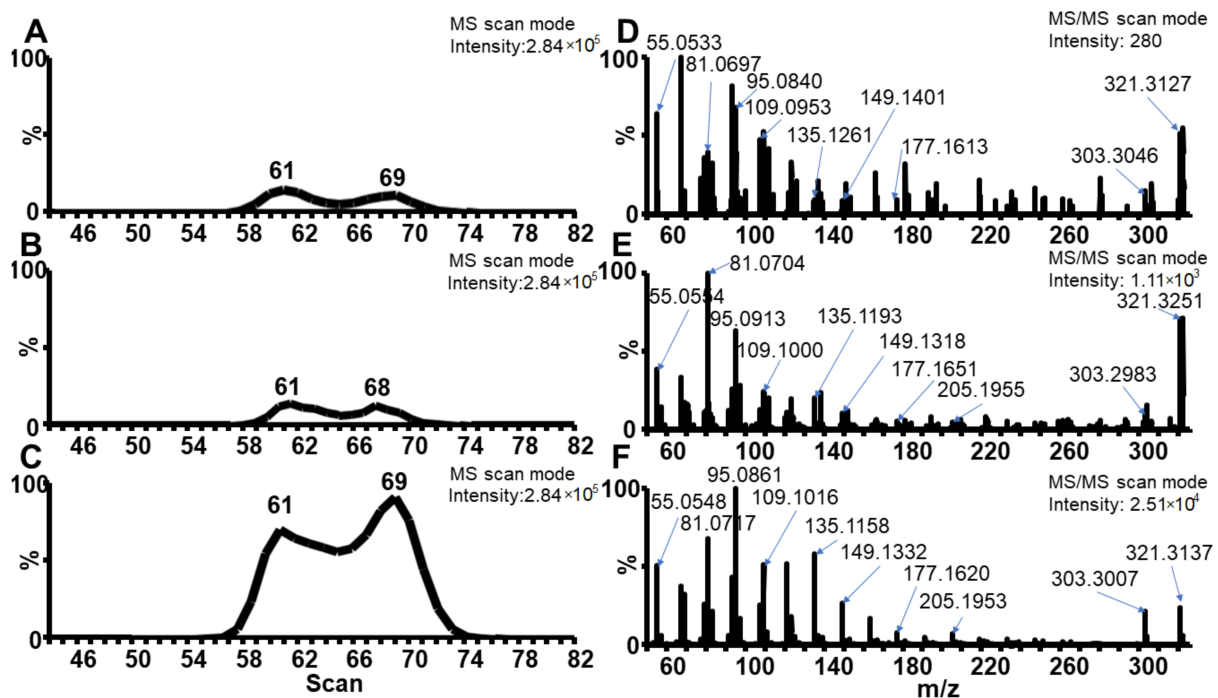 A
MS scan mode
Intensity:2.84×10⁵
100
%
0
61
69
46 50 54 58 62 66 70 74 78 82
B
MS scan mode
Intensity:2.84×10⁵
100
%
0
61
68
46 50 54 58 62 66 70 74 78 82
C
MS scan mode
Intensity:2.84×10⁵
100
%
0
61
69
46 50 54 58 62 66 70 74 78 82
Scan
D
MS/MS scan mode
Intensity: 280
100
%
0
55.0533
81.0697
95.0840
109.0953
135.1261
149.1401
177.1613
303.3046
321.3127
60 100 140 180 220 260 300
E
MS/MS scan mode
Intensity: 1.11×10³
100
%
0
55.0554
81.0704
95.0913
109.1000
135.1193
149.1318
177.1651
205.1955
303.2983
321.3251
60 100 140 180 220 260 300
F
MS/MS scan mode
Intensity: 2.51×10⁴
100
%
0
55.0548
81.0717
95.0861
109.1016
135.1158
149.1332
177.1620
205.1953
303.3007
321.3137
60 100 140 180 220 260 300
m/z